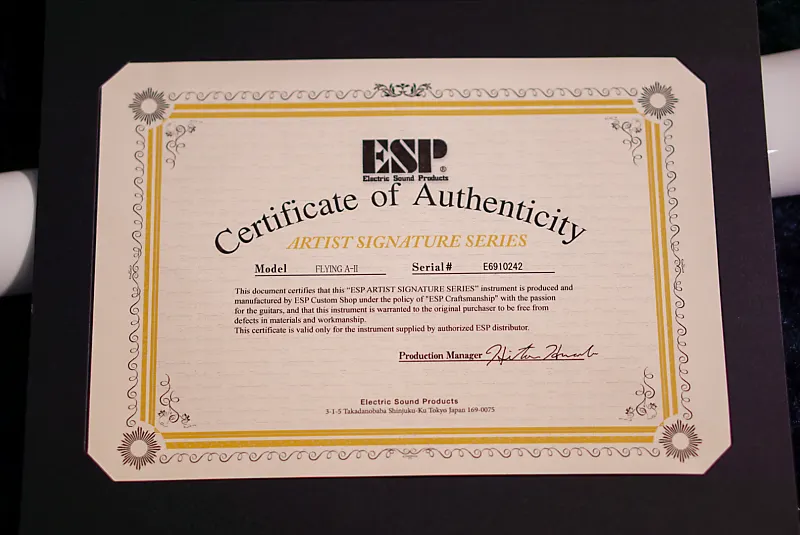 ESP®
Electric Sound Products
Certificate of Authenticity
ARTIST SIGNATURE SERIES
Model FLYING A-II Serial# E6910242
This document certifies that this "ESP ARTIST SIGNATURE SERIES" instrument is produced and
manufactured by ESP Custom Shop under the policy of "ESP Craftsmanship" with the passion
for the guitars, and that this instrument is warranted to the original purchaser to be free from
defects in materials and workmanship.
This certificate is valid only for the instrument supplied by authorized ESP distributor.
Production Manager
Electric Sound Products
3-1-5 Takadanobaba Shinjuku-Ku Tokyo Japan 169-0075